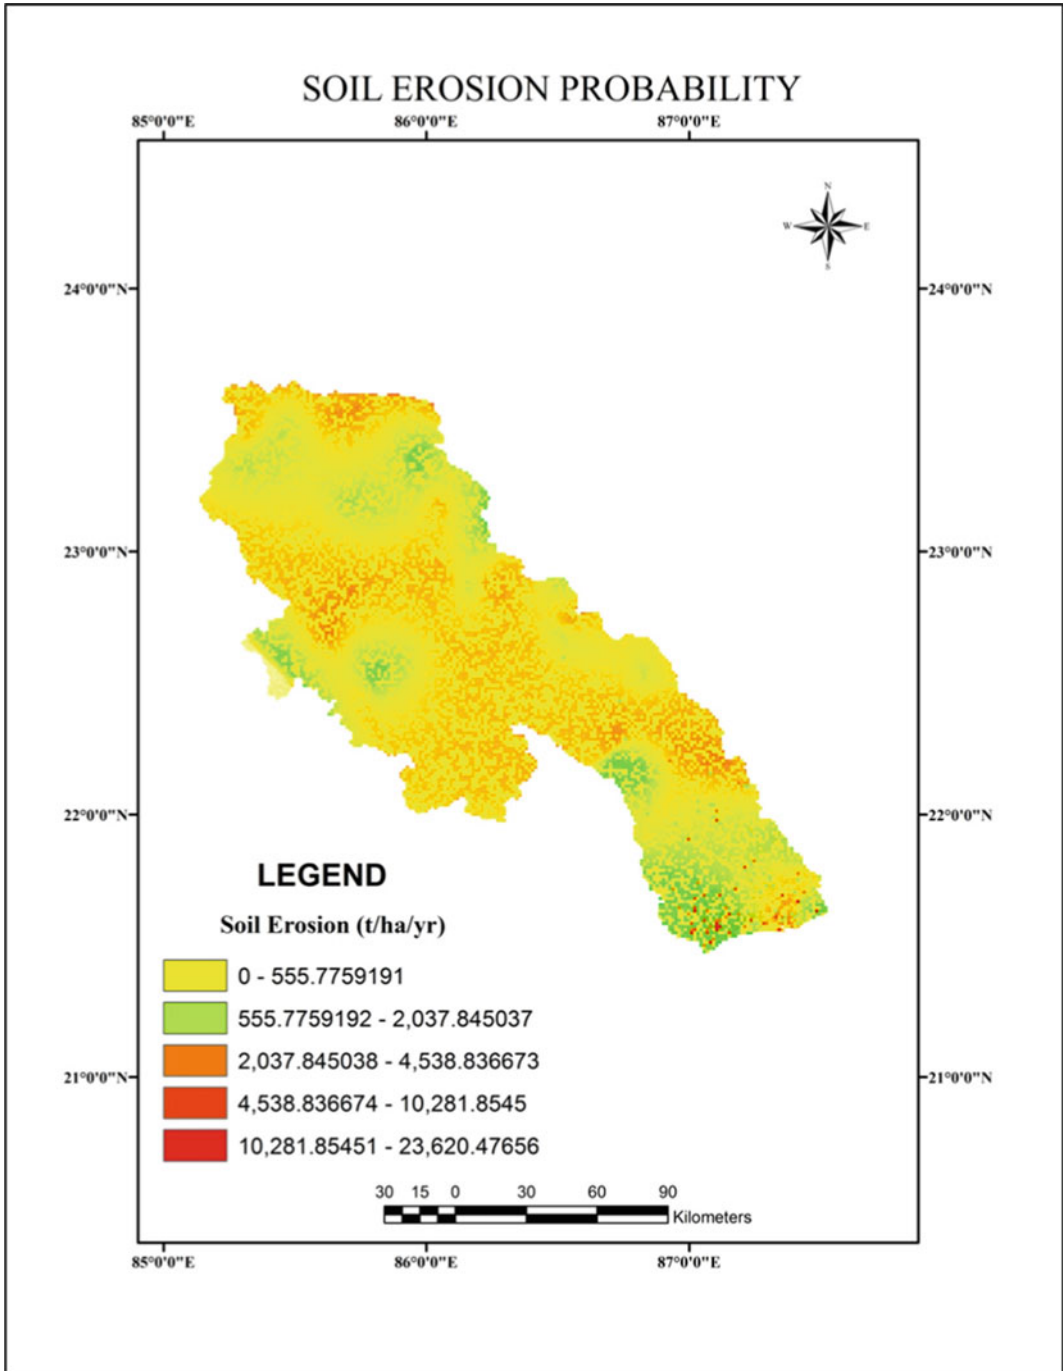 SOIL EROSION PROBABILITY
85°0'0"E 86°0'0"E 87°0'0"E
N
W E
S
24°0'0"N 24°0'0"N
23°0'0"N 23°0'0"N
22°0'0"N 22°0'0"N
LEGEND
Soil Erosion (t/ha/yr)
0 - 555.7759191
555.7759192 - 2,037.845037
2,037.845038 - 4,538.836673
21°0'0"N 21°0'0"N
4,538.836674 - 10,281.8545
10,281.85451 - 23,620.47656
30 15 0 30 60 90
Kilometers
85°0'0"E 86°0'0"E 87°0'0"E